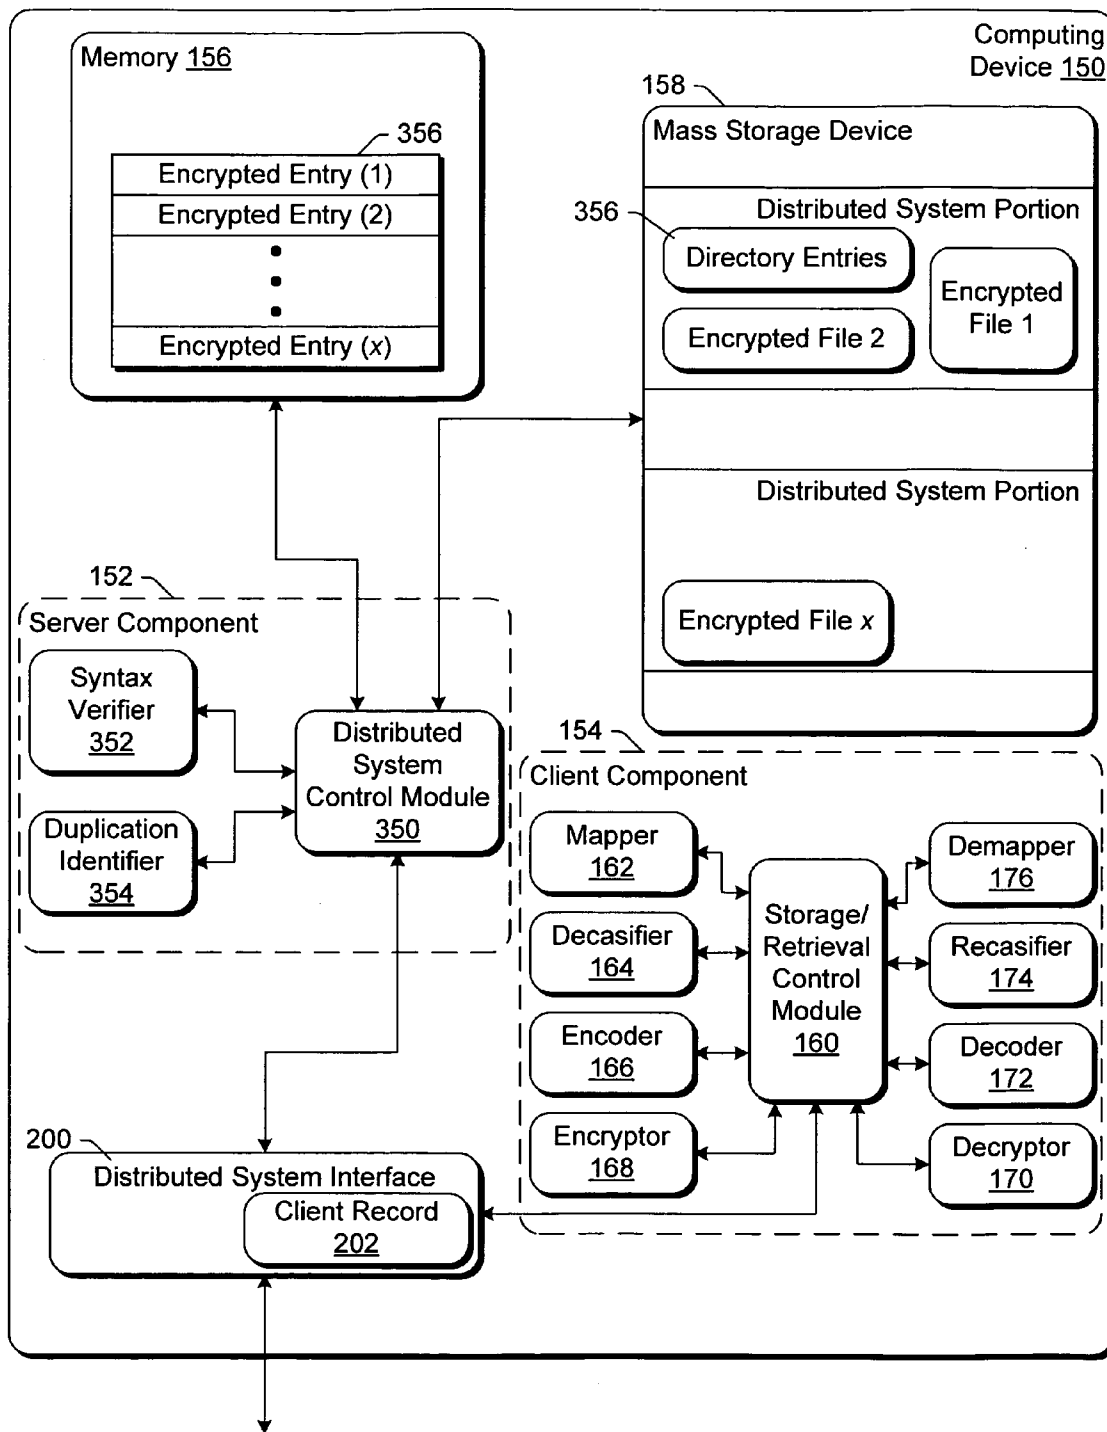 Computing
Device 150
Memory 156
356
Encrypted Entry (1)
Encrypted Entry (2)
Encrypted Entry (x)
158
Mass Storage Device
Distributed System Portion
356
Directory Entries
Encrypted
File 1
Encrypted File 2
Distributed System Portion
Encrypted File x
152
Server Component
Syntax
Verifier
352
Duplication
Identifier
354
Distributed
System
Control Module
350
154
Client Component
Mapper
162
Decasifier
164
Encoder
166
Encryptor
168
Storage/
Retrieval
Control
Module
160
Demapper
176
Recasifier
174
Decoder
172
Decryptor
170
200
Distributed System Interface
Client Record
202